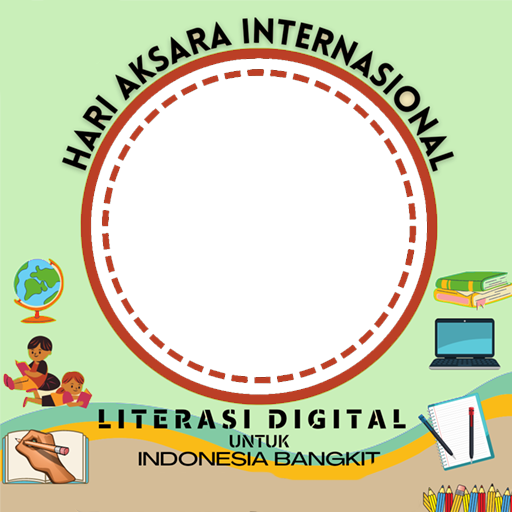 HARI AKSARA INTERNASIONAL
LITERASI DIGITAL
UNTUK
INDONESIA BANGKIT